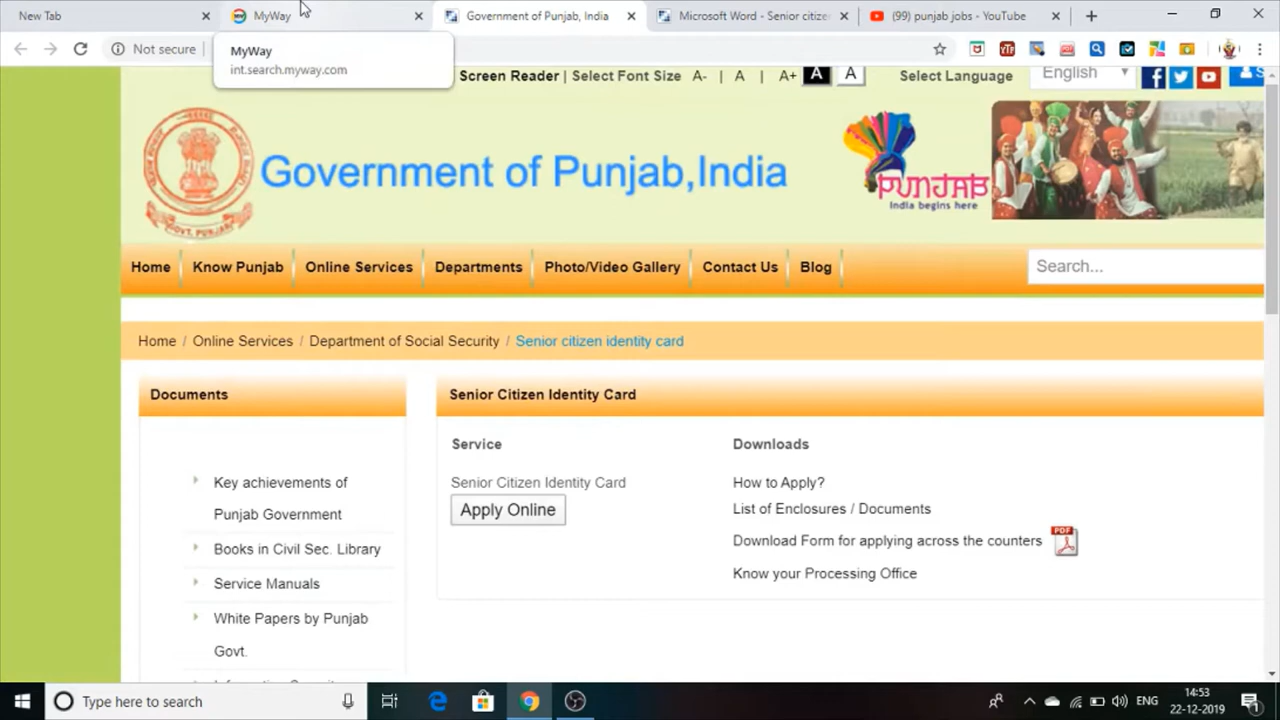 New Tab
MyWay
Government of Punjab, India
Microsoft Word - Senior citize
(99) punjab jobs - YouTube
Not secure
MyWay
int.search.myway.com
Screen Reader | Select Font Size A- | A | A+ A A
Select Language English
GOVT. PUNJAB
Government of Punjab,India
PUNJAB
India begins here
Home
Know Punjab
Online Services
Departments
Photo/Video Gallery
Contact Us
Blog
Search...
Home / Online Services / Department of Social Security / Senior citizen identity card
Documents
Key achievements of
Punjab Government
Books in Civil Sec. Library
Service Manuals
White Papers by Punjab
Govt.
Senior Citizen Identity Card
Service
Downloads
Senior Citizen Identity Card
Apply Online
How to Apply?
List of Enclosures / Documents
Download Form for applying across the counters
PDF
Know your Processing Office
Type here to search
ENG
14:53
22-12-2019